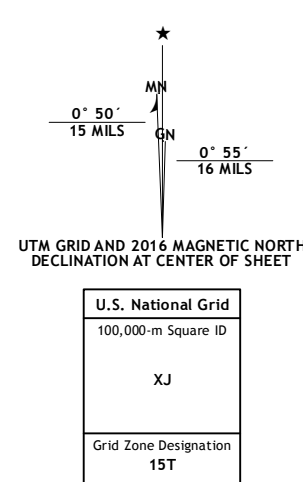 MN
0° 50´
15 MILS
GN
0° 55´
16 MILS
UTM GRID AND 2016 MAGNETIC NORTH
DECLINATION AT CENTER OF SHEET
U.S. National Grid
100,000-m Square ID
XJ
Grid Zone Designation
15T